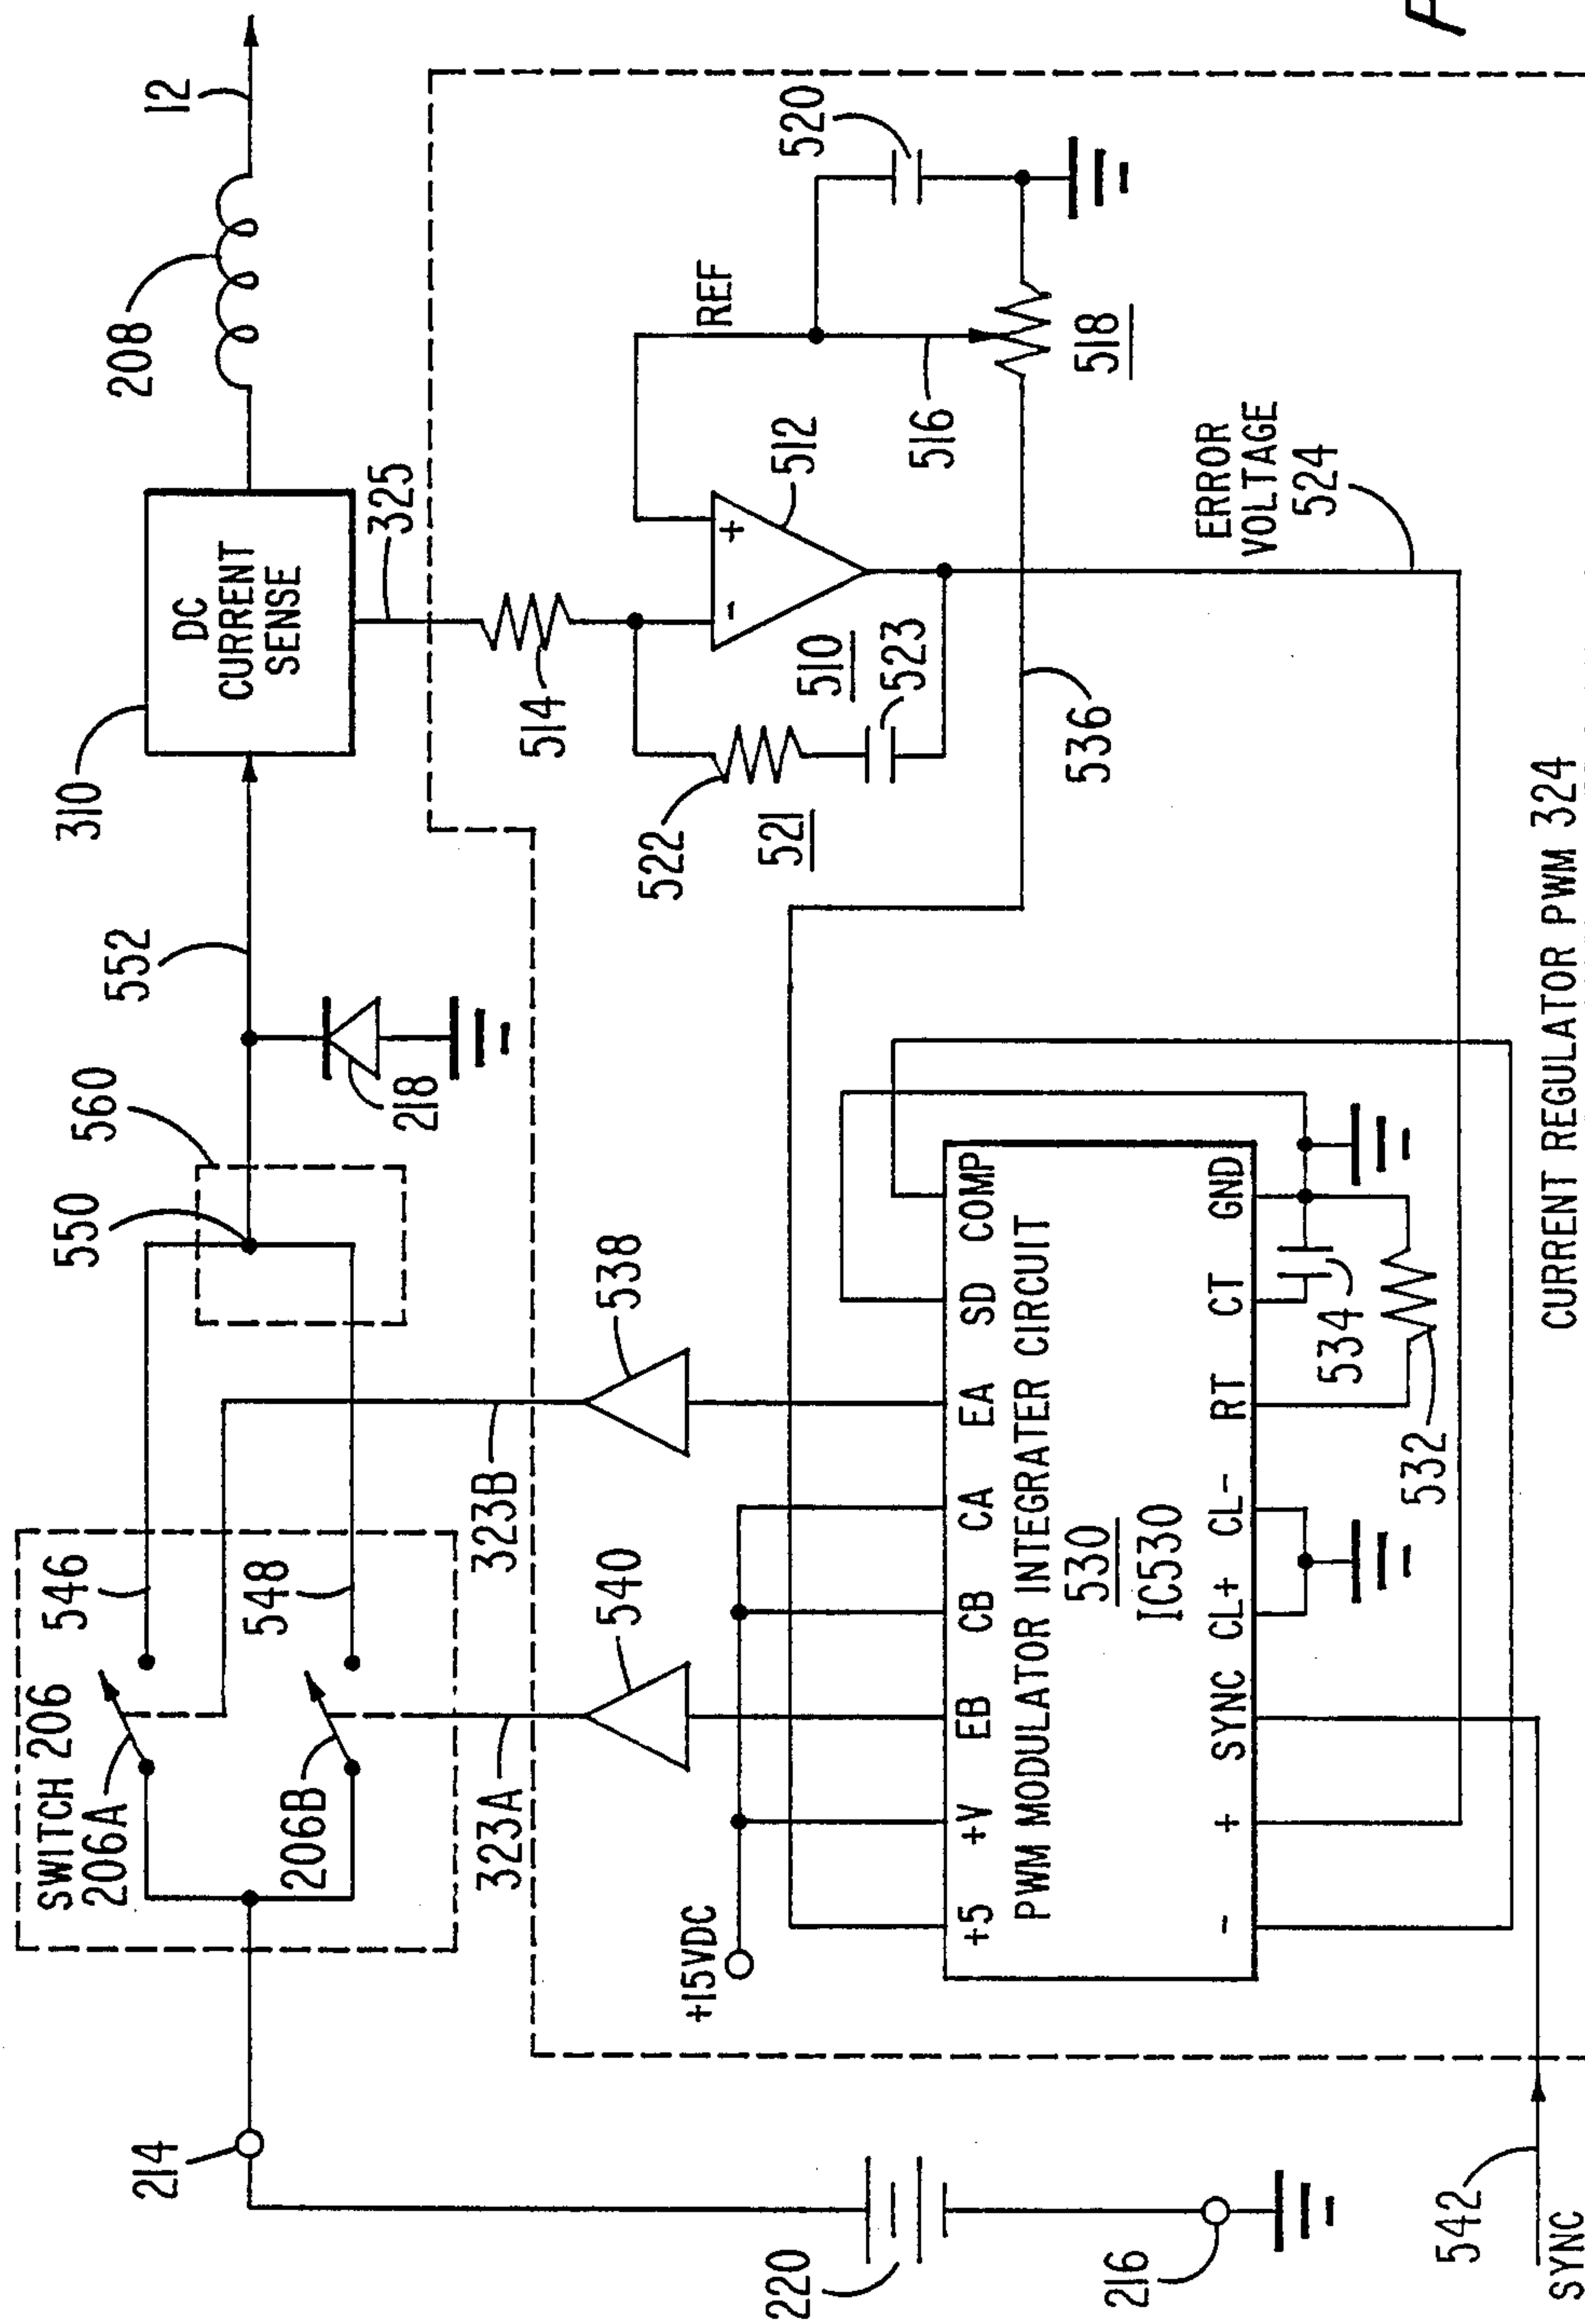 12
208
310
DC
CURRENT
SENSE
325
552
560
550
218
SWITCH 206
206A
546
206B
548
214
220
216
323B
323A
538
540
514
522
521
510
523
512
REF
520
516
518
536
ERROR
VOLTAGE
524
+15VDC
+5 +V EB CB CA EA SD COMP
PWM MODULATOR INTEGRATER CIRCUIT
530
IC530
- + SYNC CL+ CL- RT CT GND
534
532
542
SYNC
CURRENT REGULATOR PWM 324